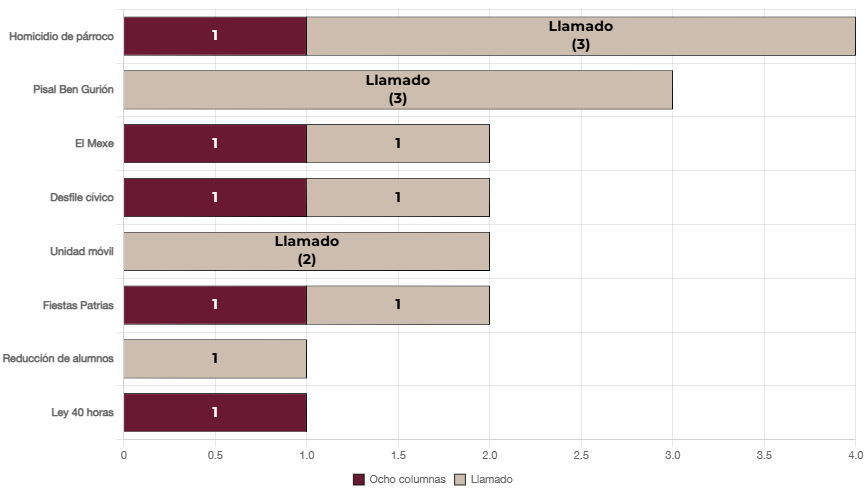 Homicidio de párroco
1
Llamado
(3)
Pisal Ben Gurión
Llamado
(3)
El Mexe
1
1
Desfile cívico
1
1
Unidad móvil
Llamado
(2)
Fiestas Patrias
1
1
Reducción de alumnos
1
Ley 40 horas
1
0
0.5
1.0
1.5
2.0
2.5
3.0
3.5
4.0
Ocho columnas
Llamado